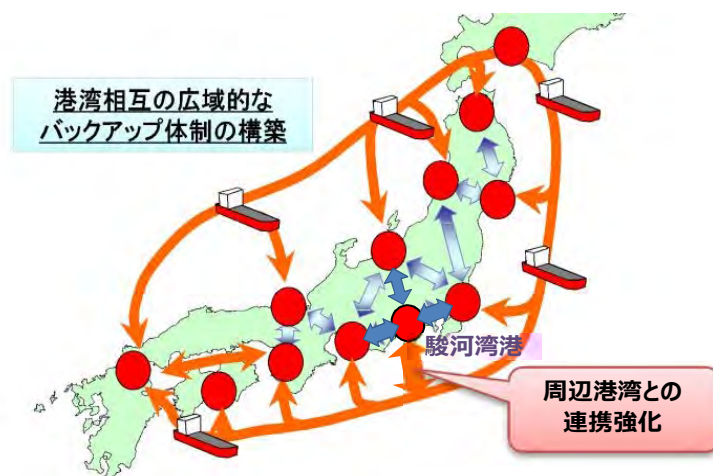 港湾相互の広域的な
バックアップ体制の構築
駿河湾港
周辺港湾との
連携強化